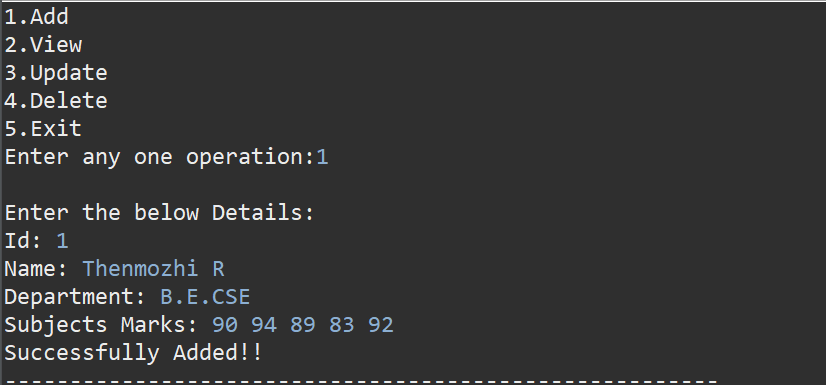 1.Add
2.View
3.Update
4.Delete
5.Exit
Enter any one operation:1
Enter the below Details:
Id: 1
Name: Thenmozhi R
Department: B.E.CSE
Subjects Marks: 90 94 89 83 92
Successfully Added!!
-------------------------------------------------------